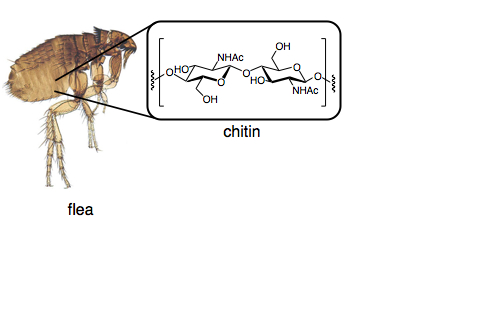 OH
NHAc
O HO O HO O O
O NHAc
OH
chitin
flea